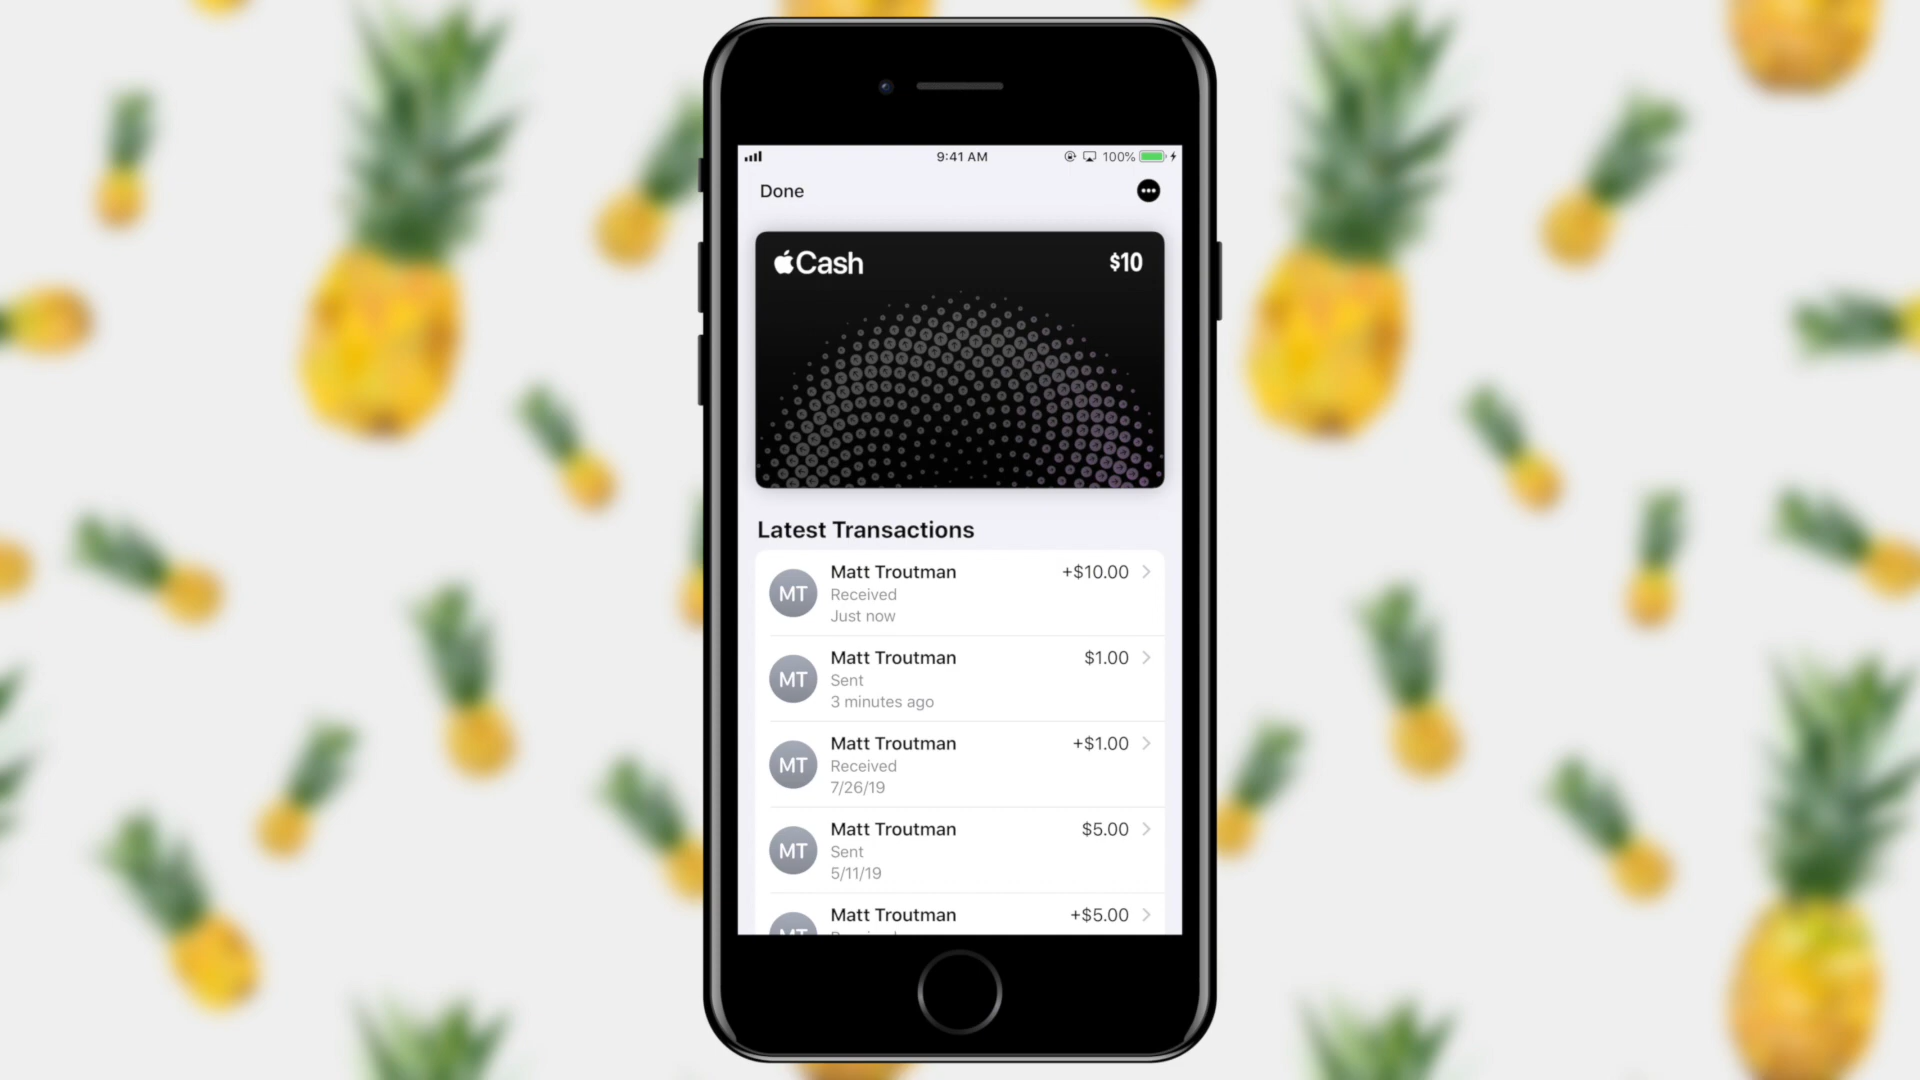 9:41 AM 100%
Done
Cash $10
Latest Transactions
Matt Troutman +$10.00
MT
Received
Just now
Matt Troutman $1.00
MT
Sent
3 minutes ago
Matt Troutman +$1.00
MT
Received
7/26/19
Matt Troutman $5.00
MT
Sent
5/11/19
Matt Troutman +$5.00